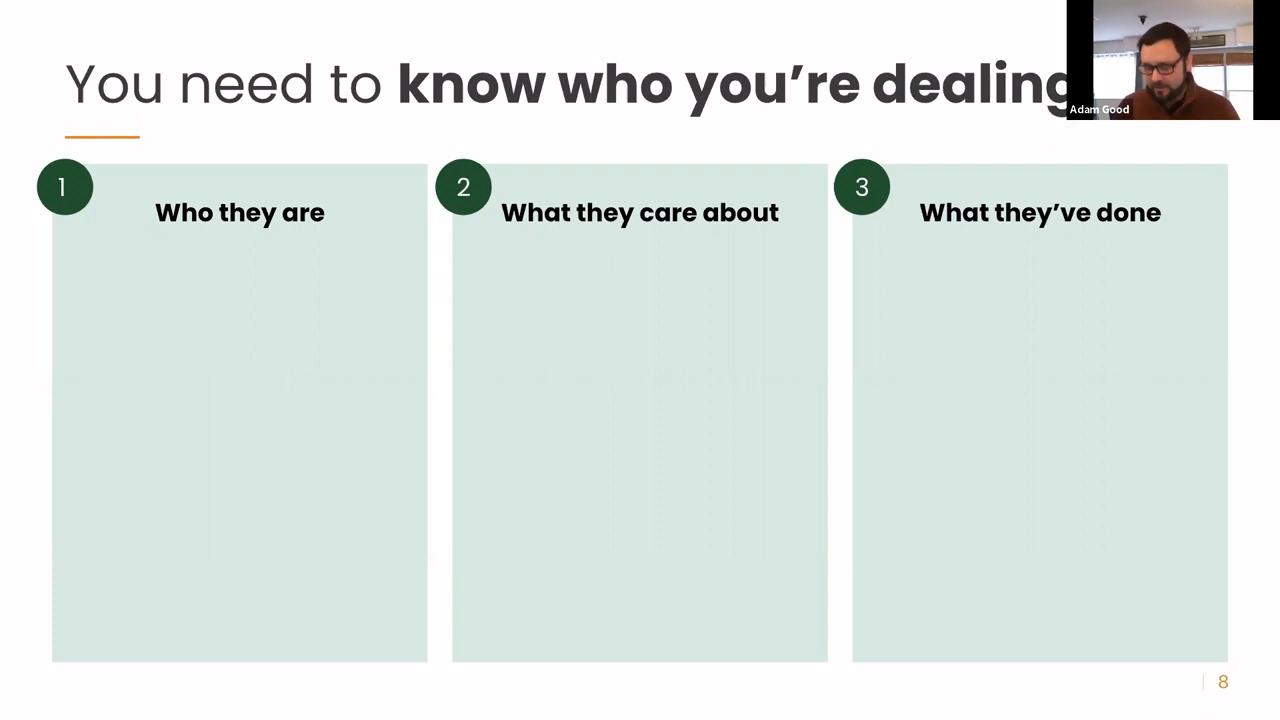 You need to know who you're dealing
Adam Good
1
Who they are
2
What they care about
3
What they've done
8